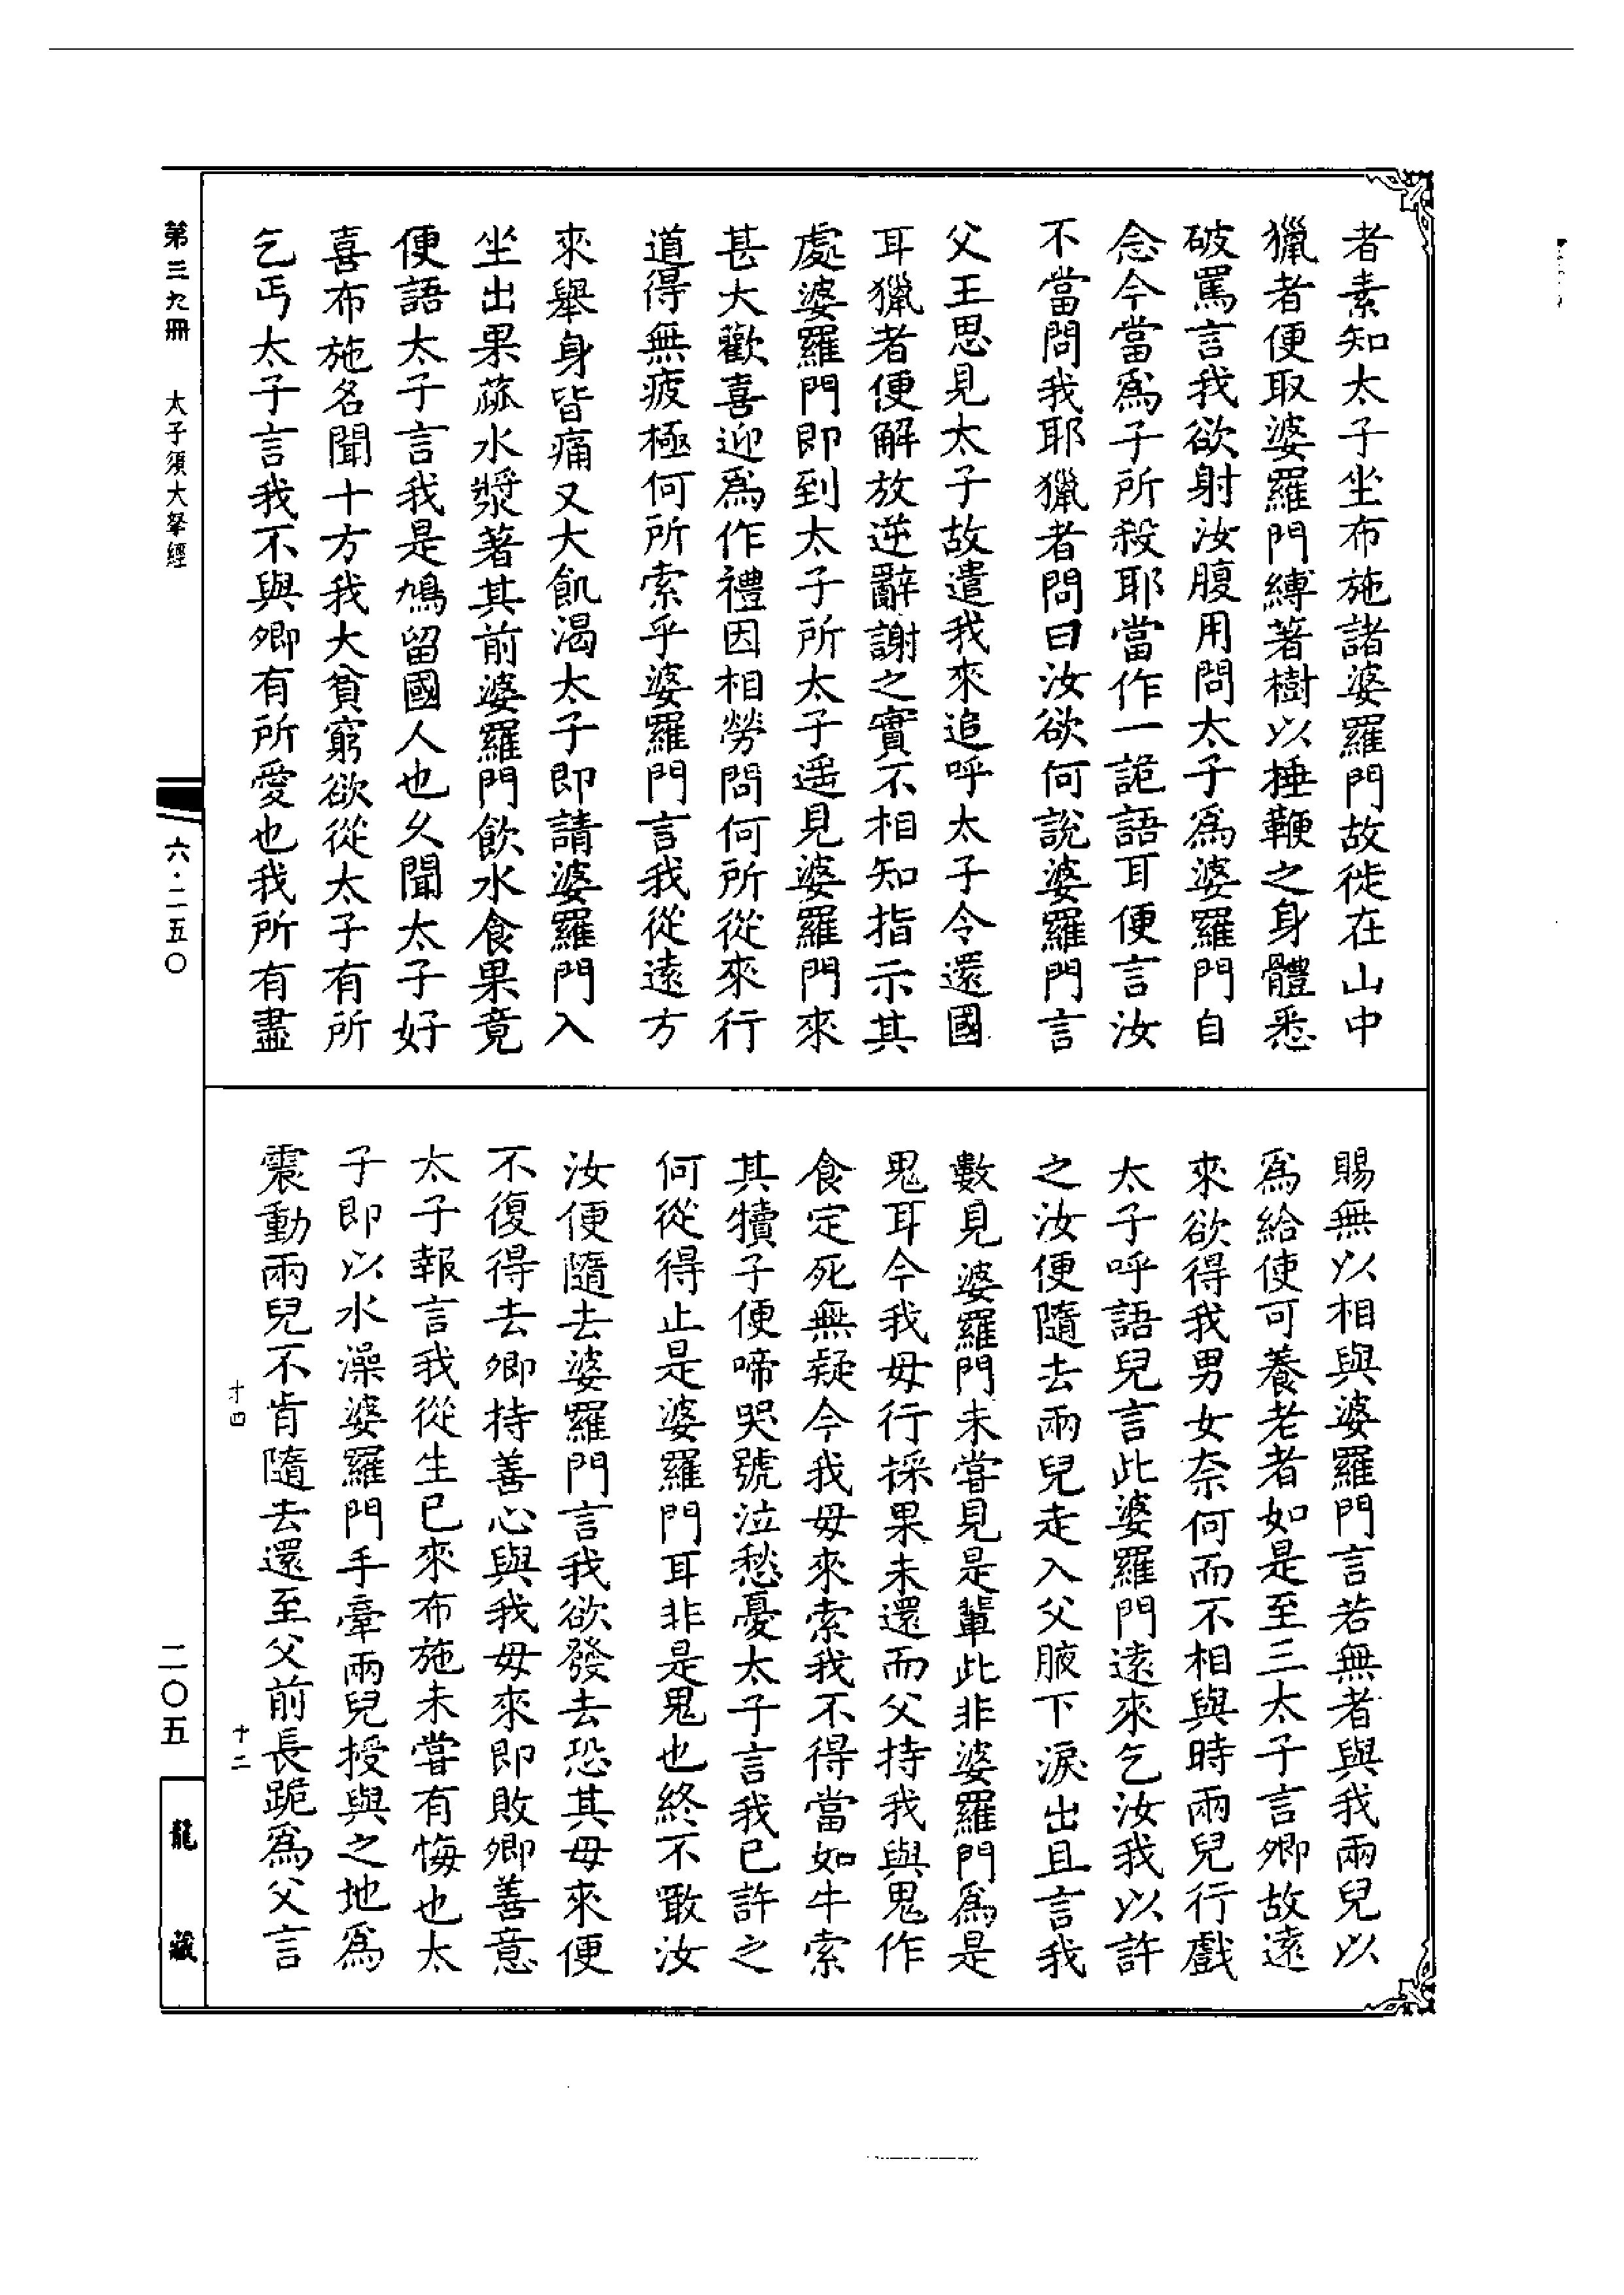 者素知太子坐布施諸婆羅門故徙在山中
獵者便取婆羅門縛著樹以捶鞭之身體悉
破罵言我欲射汝腹用問太子爲婆羅門自
念今當爲子所殺耶當作一詭語耳便言汝
不當問我耶獵者問曰汝欲何說婆羅門言
父王思見太子故遣我來追呼太子令還國
耳獵者便解放逆辭謝之實不相知指示其
處婆羅門即到太子所太子遥見婆羅門來
甚大歡喜迎爲作禮因相勞問何所從來行
道得無疲極何所索乎婆羅門言我從遠方
來舉身皆痛又大飢渴太子即請婆羅門入
坐出果蓏水漿著其前婆羅門飲水食果竟
便語太子言我是鳩留國人也久聞太子好
喜布施名聞十方我大貧窮欲從太子有所
乞丐太子言我不與卿有所愛也我所有盡
賜無以相與婆羅門言若無者與我兩兒以
爲給使可養老者如是至三太子言卿故遠
來欲得我男女奈何而不相與時兩兒行戲
太子呼語兒言此婆羅門遠來乞汝我以許
之汝便隨去兩兒走入父腋下淚出且言我
數見婆羅門未嘗見是輩此非婆羅門爲是
鬼耳今我母行採果未還而父持我與鬼作
食定死無疑今我母來索我不得當如牛索
其犢子便啼哭號泣愁憂太子言我已許之
何從得止是婆羅門耳非是鬼也終不敢汝
汝便隨去婆羅門言我欲發去恐其母來便
不復得去卿持善心與我母來即敗卿善意
太子報言我從生已來布施未嘗有悔也太
子即以水澡婆羅門手牽兩兒授與之地爲
震動兩兒不肯隨去還至父前長跪爲父言
才四
十二
第三九冊 太子須大拏經
六·二五〇
二〇五
龍藏